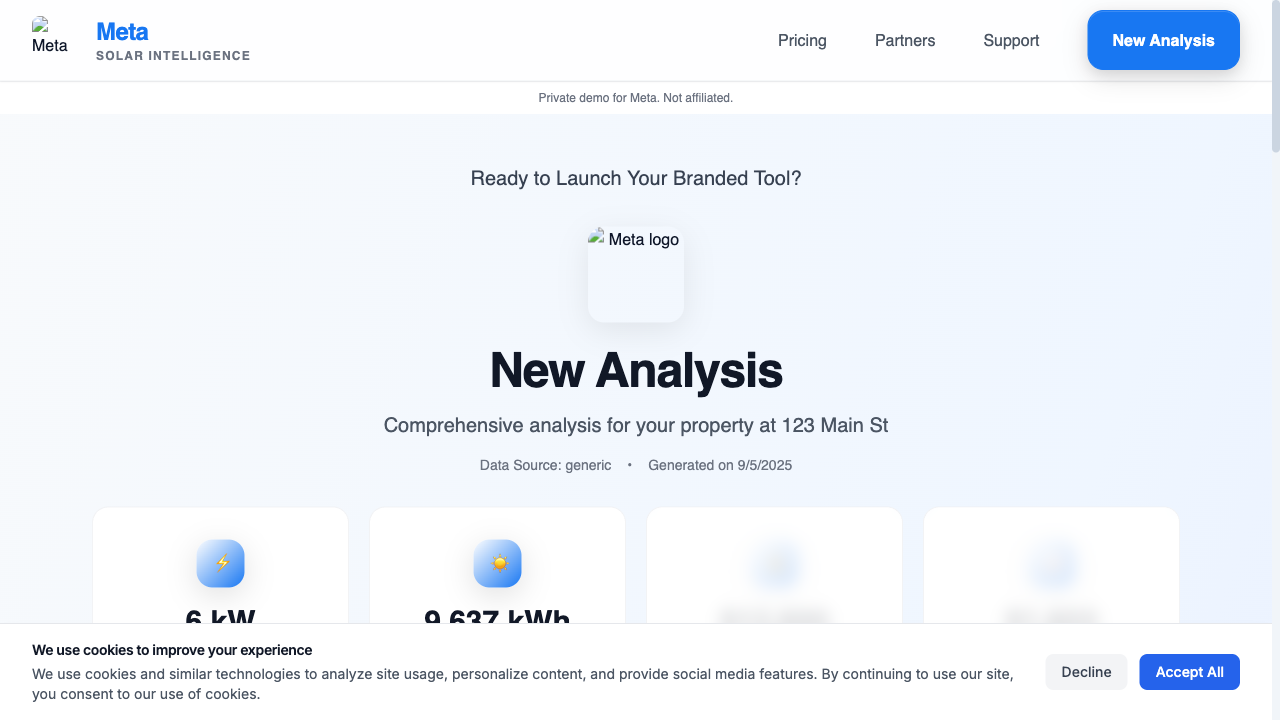 Meta
Meta
SOLAR INTELLIGENCE
Pricing
Partners
Support
New Analysis
Private demo for Meta. Not affiliated.
Ready to Launch Your Branded Tool?
Meta logo
New Analysis
Comprehensive analysis for your property at 123 Main St
Data Source: generic • Generated on 9/5/2025
6 kW
9,637 kWh
We use cookies to improve your experience
We use cookies and similar technologies to analyze site usage, personalize content, and provide social media features. By continuing to use our site,
you consent to our use of cookies.
Decline
Accept All